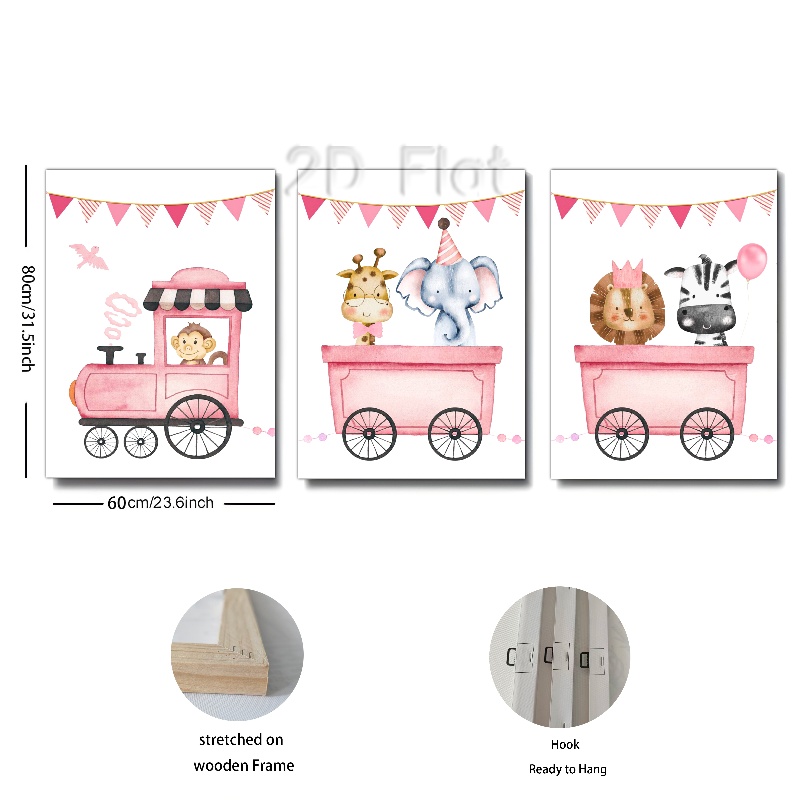 2D Flat
80cm/31.5inch
60cm/23.6inch
stretched on
wooden Frame
Hook
Ready to Hang